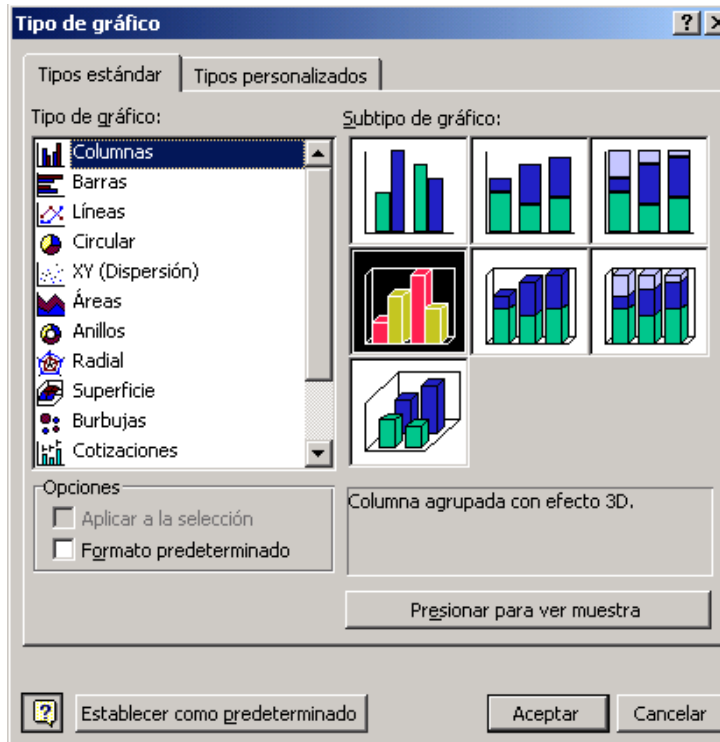 Tipo de gráfico
Tipos estándar
Tipos personalizados
Tipo de gráfico:
Columnas
Barras
Líneas
Circular
XY (Dispersión)
Áreas
Anillos
Radial
Superficie
Burbujas
Cotizaciones
Subtipo de gráfico:
Opciones
Aplicar a la selección
Formato predeterminado
Columna agrupada con efecto 3D.
Presionar para ver muestra
Establecer como predeterminado
Aceptar
Cancelar